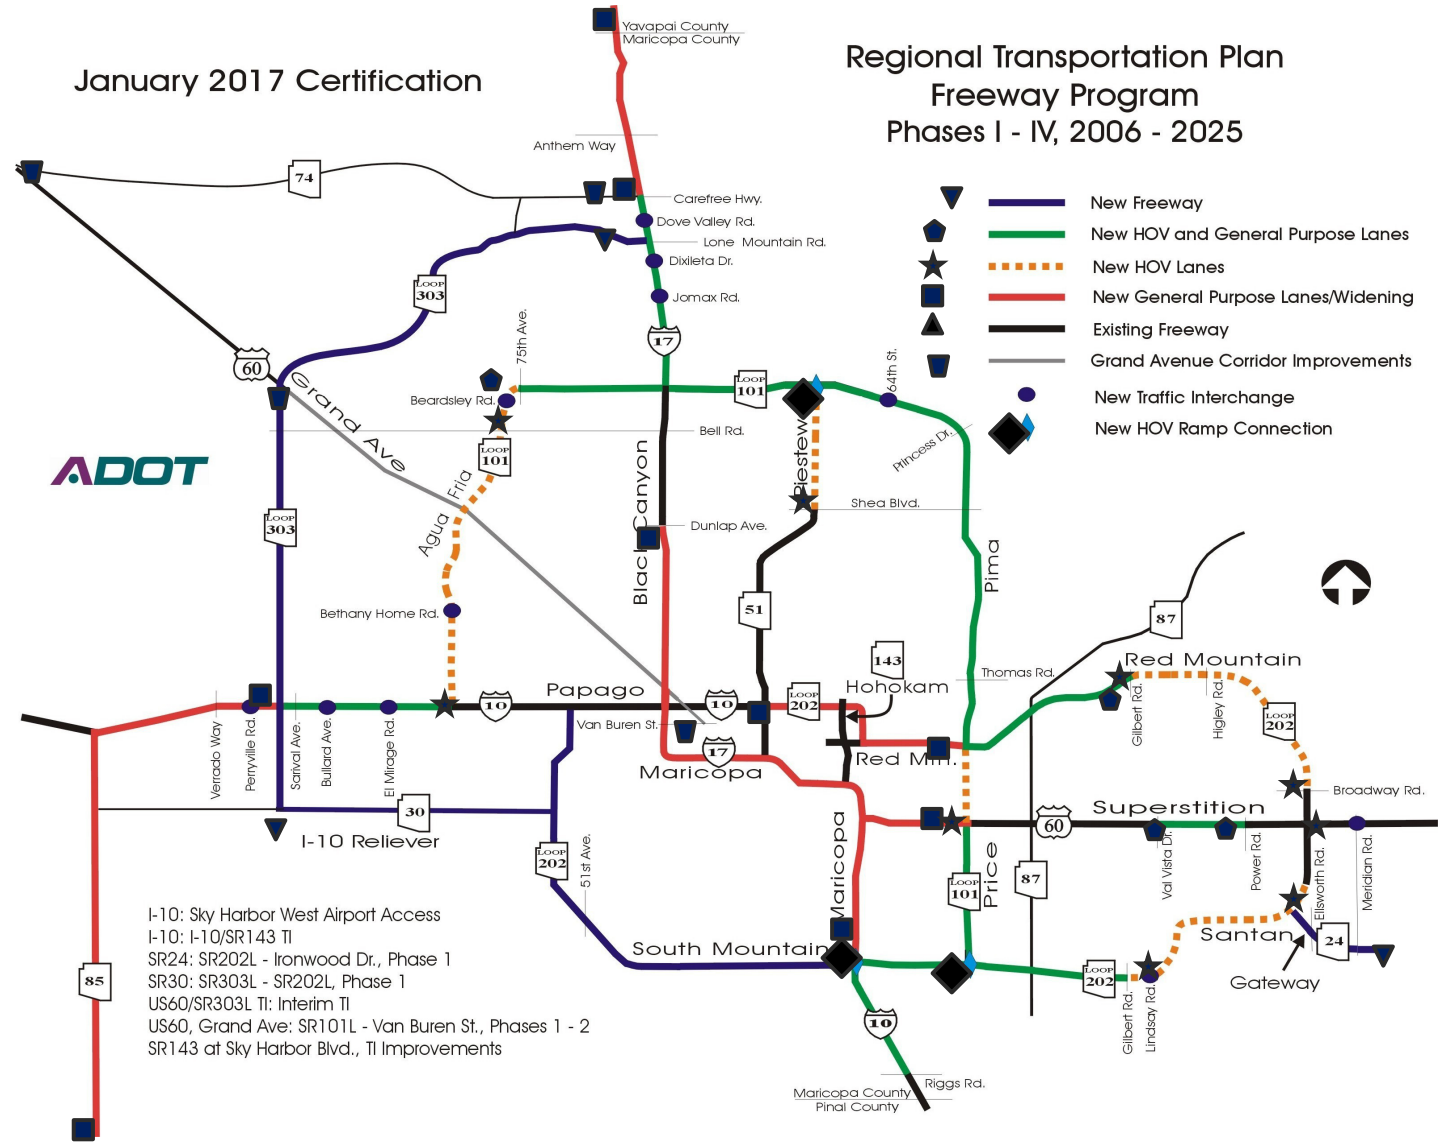 Yavapai County
Maricopa County
January 2017 Certification
Regional Transportation Plan
Freeway Program
Phases I - IV, 2006 - 2025
Anthem Way
74
Carefree Hwy.
Dove Valley Rd.
Lone Mountain Rd.
Dixileta Dr.
Jomax Rd.
New Freeway
New HOV and General Purpose Lanes
New HOV Lanes
New General Purpose Lanes/Widening
Existing Freeway
Grand Avenue Corridor Improvements
New Traffic Interchange
New HOV Ramp Connection
LOOP
303
17
60
75th Ave.
64th St.
LOOP
101
Beardsley Rd.
Grand Ave
Bell Rd.
Princess Dr.
ADOT
LOOP
101
Agua Fria
Black Canyon
Piestew
Shea Blvd.
Dunlap Ave.
LOOP
303
Pima
Bethany Home Rd.
51
87
143
Hohokam
Thomas Rd.
Red Mountain
Papago
10
10
LOOP
202
Van Buren St.
17
Maricopa
Red Mtn.
Gilbert Rd.
Higley Rd.
LOOP
202
Verrado Way
Perryville Rd.
Sarival Ave.
Bullard Ave.
El Mirage Rd.
Broadway Rd.
30
I-10 Reliever
Superstition
60
LOOP
202
51st Ave.
Maricopa
Price
LOOP
101
87
Val Vista Dr.
Power Rd.
Ellsworth Rd.
Meridian Rd.
South Mountain
Santan
24
Gateway
I-10: Sky Harbor West Airport Access
I-10: I-10/SR143 TI
SR24: SR202L - Ironwood Dr., Phase 1
SR30: SR303L - SR202L, Phase 1
US60/SR303L TI: Interim TI
US60, Grand Ave: SR101L - Van Buren St., Phases 1 - 2
SR143 at Sky Harbor Blvd., TI Improvements
85
LOOP
202
Gilbert Rd.
Lindsay Rd.
10
Riggs Rd.
Maricopa County
Pinal County